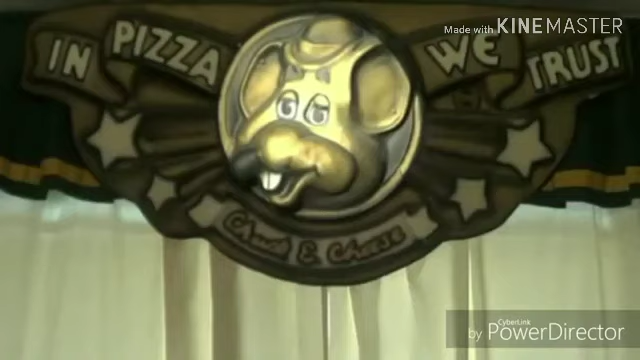 Made with KINEMASTER
IN PIZZA WE TRUST
Chuck E Cheese
CyberLink
by PowerDirector